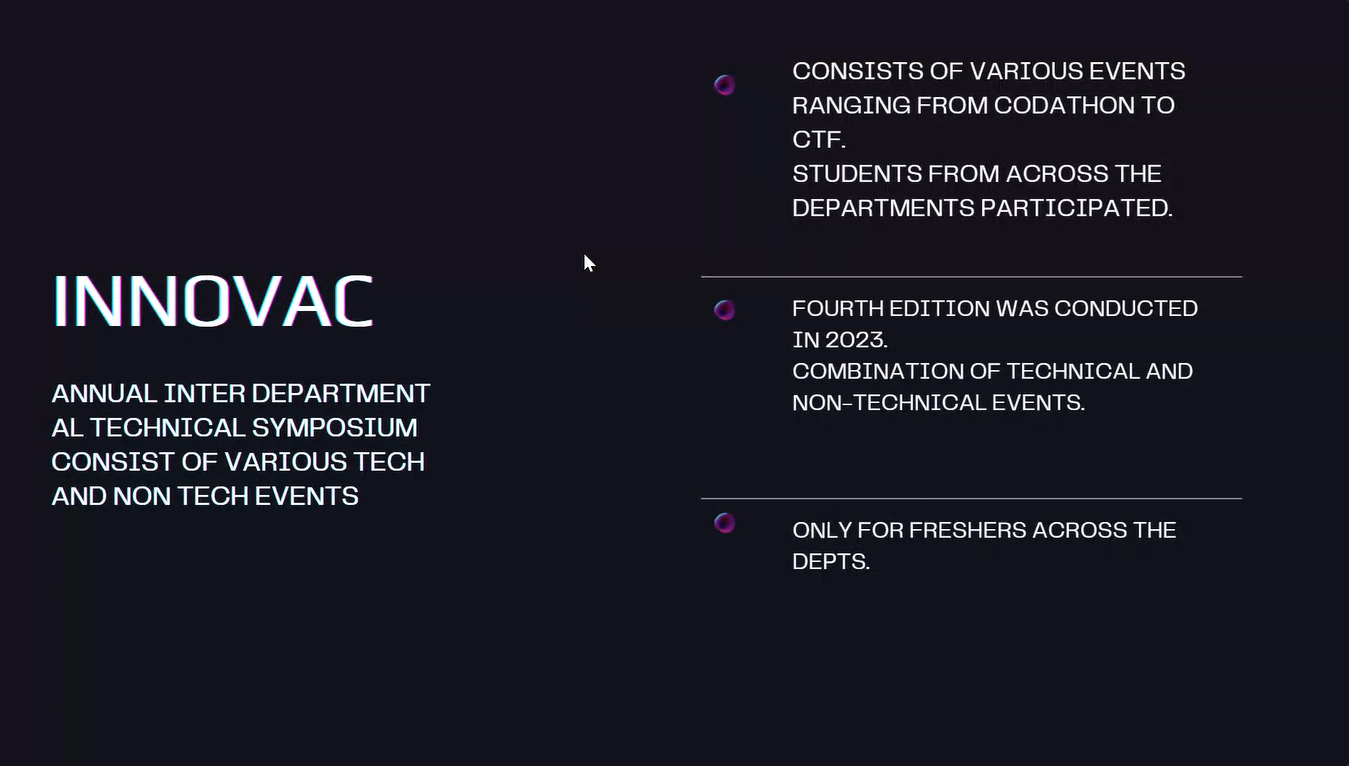 INNOVAC
ANNUAL INTER DEPARTMENT
AL TECHNICAL SYMPOSIUM
CONSIST OF VARIOUS TECH
AND NON TECH EVENTS
CONSISTS OF VARIOUS EVENTS
RANGING FROM CODATHON TO
CTF.
STUDENTS FROM ACROSS THE
DEPARTMENTS PARTICIPATED.
FOURTH EDITION WAS CONDUCTED
IN 2023.
COMBINATION OF TECHNICAL AND
NON-TECHNICAL EVENTS.
ONLY FOR FRESHERS ACROSS THE
DEPTS.